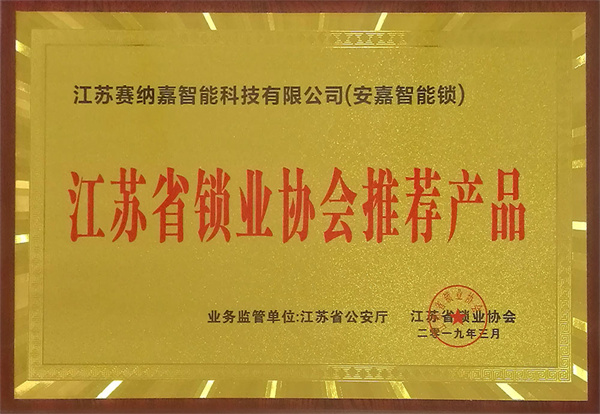 江苏赛纳嘉智能科技有限公司(安嘉智能锁)
江苏省锁业协会推荐产品
业务监管单位:江苏省公安厅 江苏省锁业协会
二零一九年三月